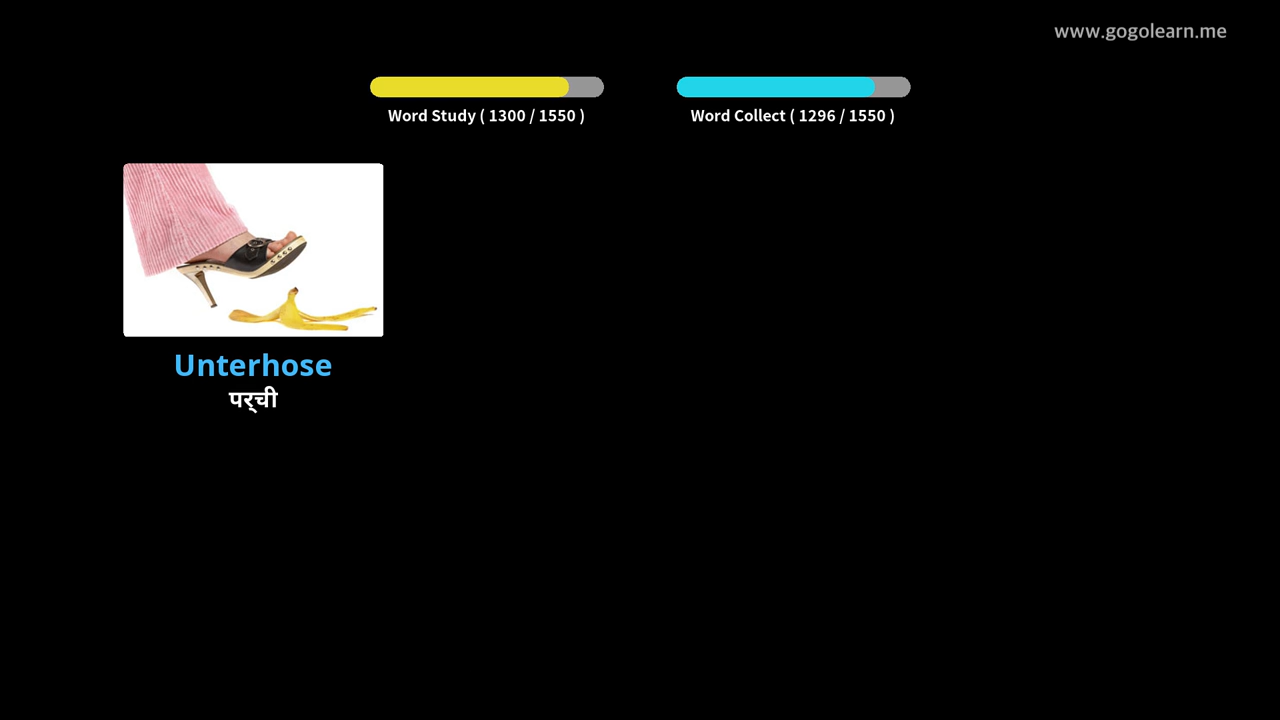 www.gogolearn.me
Word Study ( 1300 / 1550 )
Word Collect ( 1296 / 1550 )
Unterhose
पर्ची